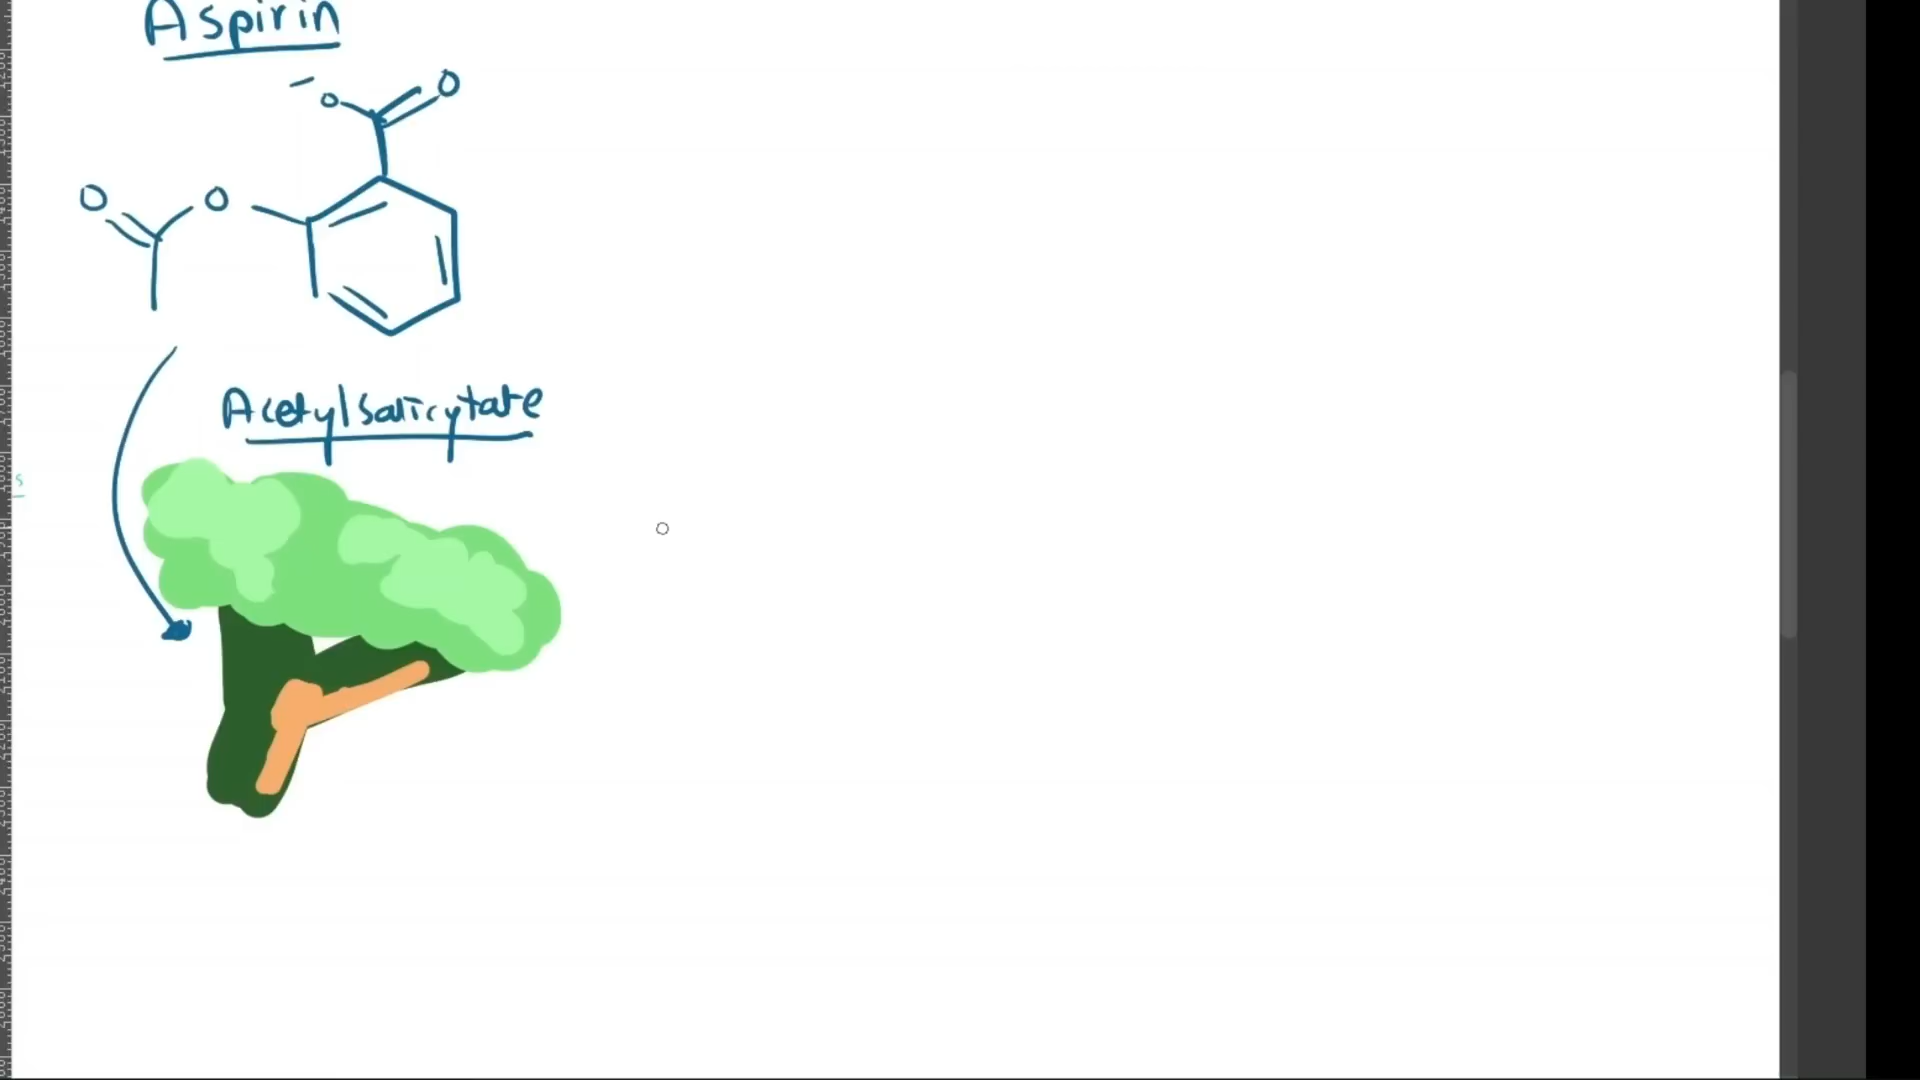 Aspirin
- O O
O O
Acetylsalicytate
s